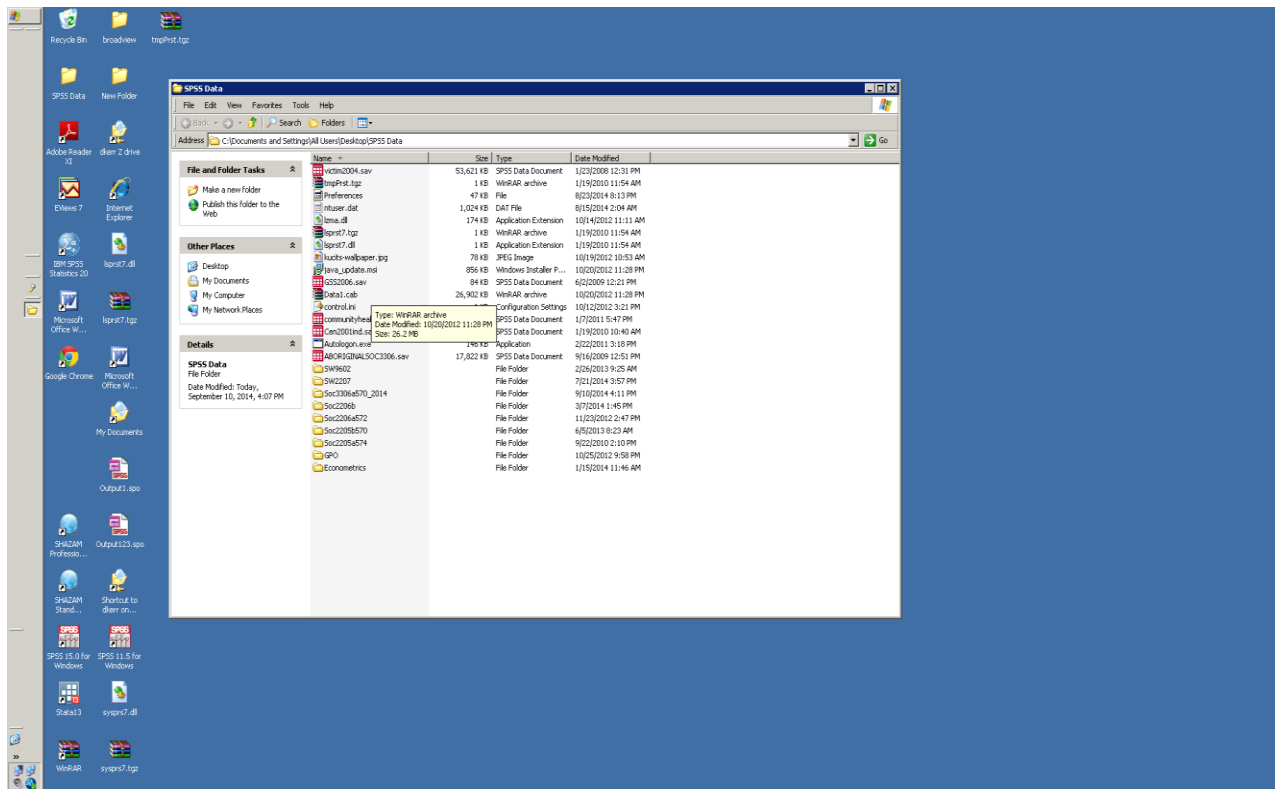 Recycle Bin
broadview
tmpPrst.tgz
SPSS Data
New Folder
Adobe Reader
XI
dkerr Z drive
EViews 7
Internet
Explorer
IBM SPSS
Statistics 20
lsprst7.dll
Microsoft
Office W...
lsprst7.tgz
Google Chrome
Microsoft
Office W...
My Documents
Output1.spo
SHAZAM
Professio...
Output123.spo
SHAZAM
Stand...
Shortcut to
dkerr on...
SPSS 15.0 for
Windows
SPSS 11.5 for
Windows
Stata13
sysprs7.dll
WinRAR
sysprs7.tgz
SPSS Data
File Edit View Favorites Tools Help
Back Search Folders
Address C:\Documents and Settings\All Users\Desktop\SPSS Data Go
File and Folder Tasks
Make a new folder
Publish this folder to the
Web
Other Places
Desktop
My Documents
My Computer
My Network Places
Details
SPSS Data
File Folder
Date Modified: Today,
September 10, 2014, 4:07 PM
Name Size Type Date Modified
victim2004.sav 53,621 KB SPSS Data Document 1/23/2008 12:31 PM
tmpPrst.tgz 1 KB WinRAR archive 1/19/2010 11:54 AM
Preferences 47 KB File 8/23/2014 8:13 PM
ntuser.dat 1,024 KB DAT File 8/15/2014 2:04 AM
lzma.dll 174 KB Application Extension 10/14/2012 11:11 AM
lsprst7.tgz 1 KB WinRAR archive 1/19/2010 11:54 AM
lsprst7.dll 1 KB Application Extension 1/19/2010 11:54 AM
kucits-wallpaper.jpg 78 KB JPEG Image 10/19/2012 10:53 AM
java_update.msi 856 KB Windows Installer P... 10/20/2012 11:28 PM
GSS2006.sav 84 KB SPSS Data Document 6/2/2009 12:21 PM
Data1.cab 26,902 KB WinRAR archive 10/20/2012 11:28 PM
control.ini Configuration Settings 10/12/2012 3:21 PM
communityheal SPSS Data Document 1/7/2011 5:47 PM
Cen2001ind.sa SPSS Data Document 1/19/2010 10:40 AM
Type: WinRAR archive
Date Modified: 10/20/2012 11:28 PM
Size: 26.2 MB
Autologon.exe Application 2/22/2011 3:18 PM
ABORIGINALSOC3306.sav 17,822 KB SPSS Data Document 9/16/2009 12:51 PM
SW9602 File Folder 2/26/2013 9:25 AM
SW2207 File Folder 7/21/2014 3:57 PM
Soc3306a570_2014 File Folder 9/10/2014 4:11 PM
Soc2206b File Folder 3/7/2014 1:45 PM
Soc2206a572 File Folder 11/23/2012 2:47 PM
Soc2205b570 File Folder 6/5/2013 8:23 AM
Soc2205a574 File Folder 9/22/2010 2:10 PM
GPO File Folder 10/25/2012 9:58 PM
Econometrics File Folder 1/15/2014 11:46 AM